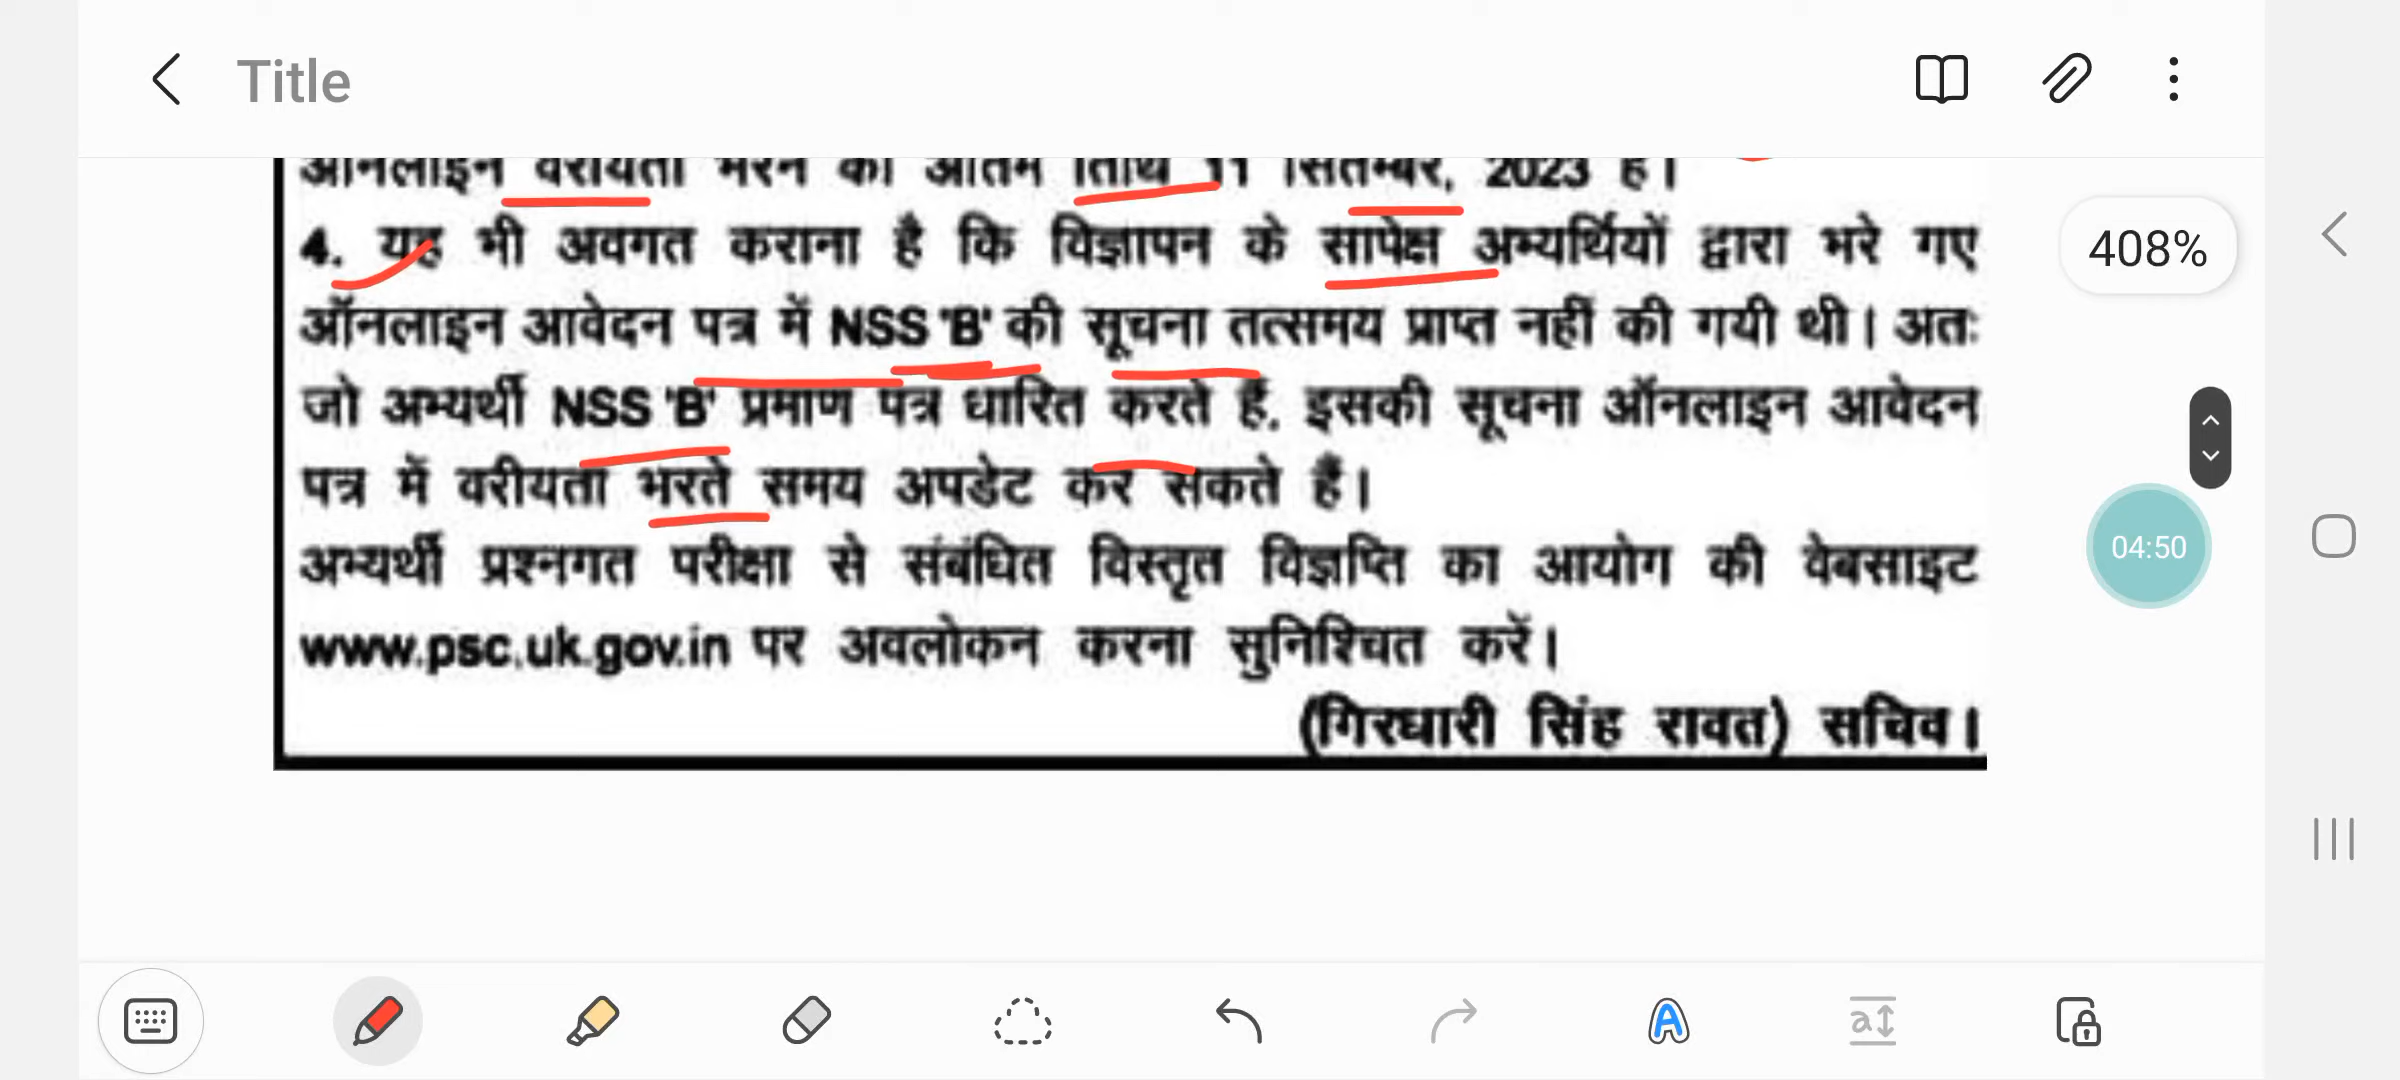 Title
ऑनलाइन वरीयता भरने की अंतिम तिथि 11 सितम्बर, 2023 है।
4. यह भी अवगत कराना है कि विज्ञापन के सापेक्ष अभ्यर्थियों द्वारा भरे गए
408%
ऑनलाइन आवेदन पत्र में NSS 'B' की सूचना तत्समय प्राप्त नहीं की गयी थी। अतः
जो अभ्यर्थी NSS 'B' प्रमाण पत्र धारित करते हैं, इसकी सूचना ऑनलाइन आवेदन
पत्र में वरीयता भरते समय अपडेट कर सकते हैं।
04:50
अभ्यर्थी प्रश्नगत परीक्षा से संबंधित विस्तृत विज्ञप्ति का आयोग की वेबसाइट
www.psc.uk.gov.in पर अवलोकन करना सुनिश्चित करें।
(गिरधारी सिंह रावत) सचिव।